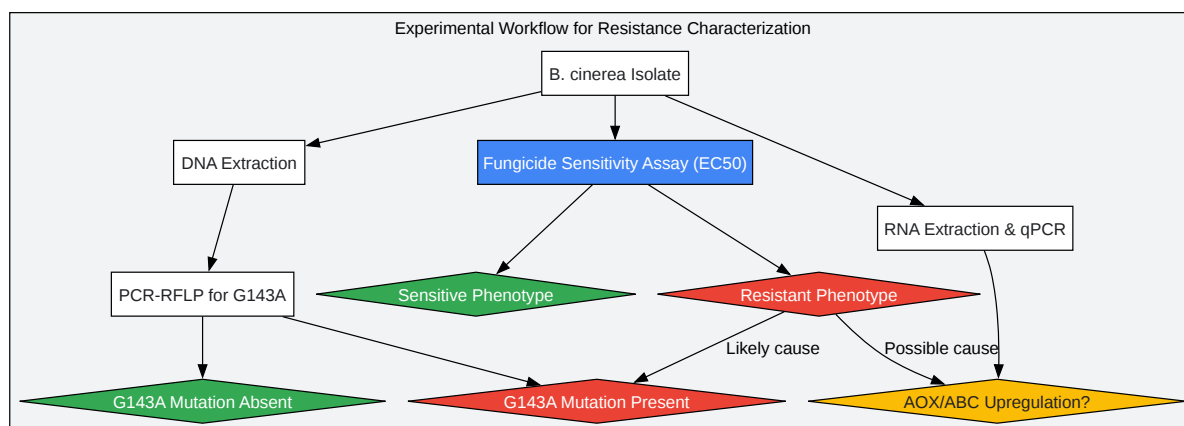 Experimental Workflow for Resistance Characterization
B. cinerea Isolate
DNA Extraction
Fungicide Sensitivity Assay (EC50)
RNA Extraction & qPCR
PCR-RFLP for G143A
Sensitive Phenotype
Resistant Phenotype
Likely cause
Possible cause
G143A Mutation Absent
G143A Mutation Present
AOX/ABC Upregulation?